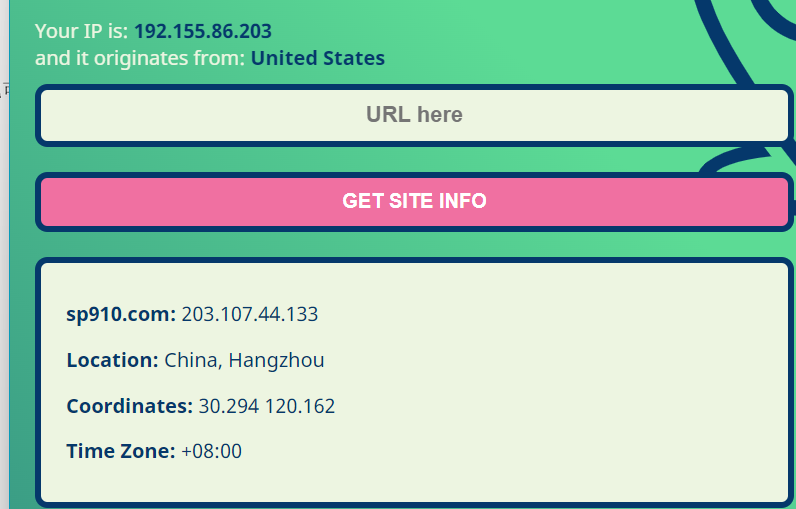 Your IP is: 192.155.86.203
and it originates from: United States
URL here
GET SITE INFO
sp910.com: 203.107.44.133
Location: China, Hangzhou
Coordinates: 30.294 120.162
Time Zone: +08:00